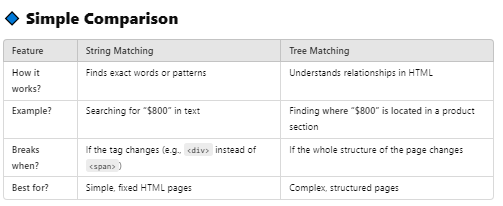 Simple Comparison
Feature String Matching Tree Matching
How it works? Finds exact words or patterns Understands relationships in HTML
Example? Searching for “$800” in text Finding where “$800” is located in a product section
Breaks when? If the tag changes (e.g., <div> instead of <span>) If the whole structure of the page changes
Best for? Simple, fixed HTML pages Complex, structured pages